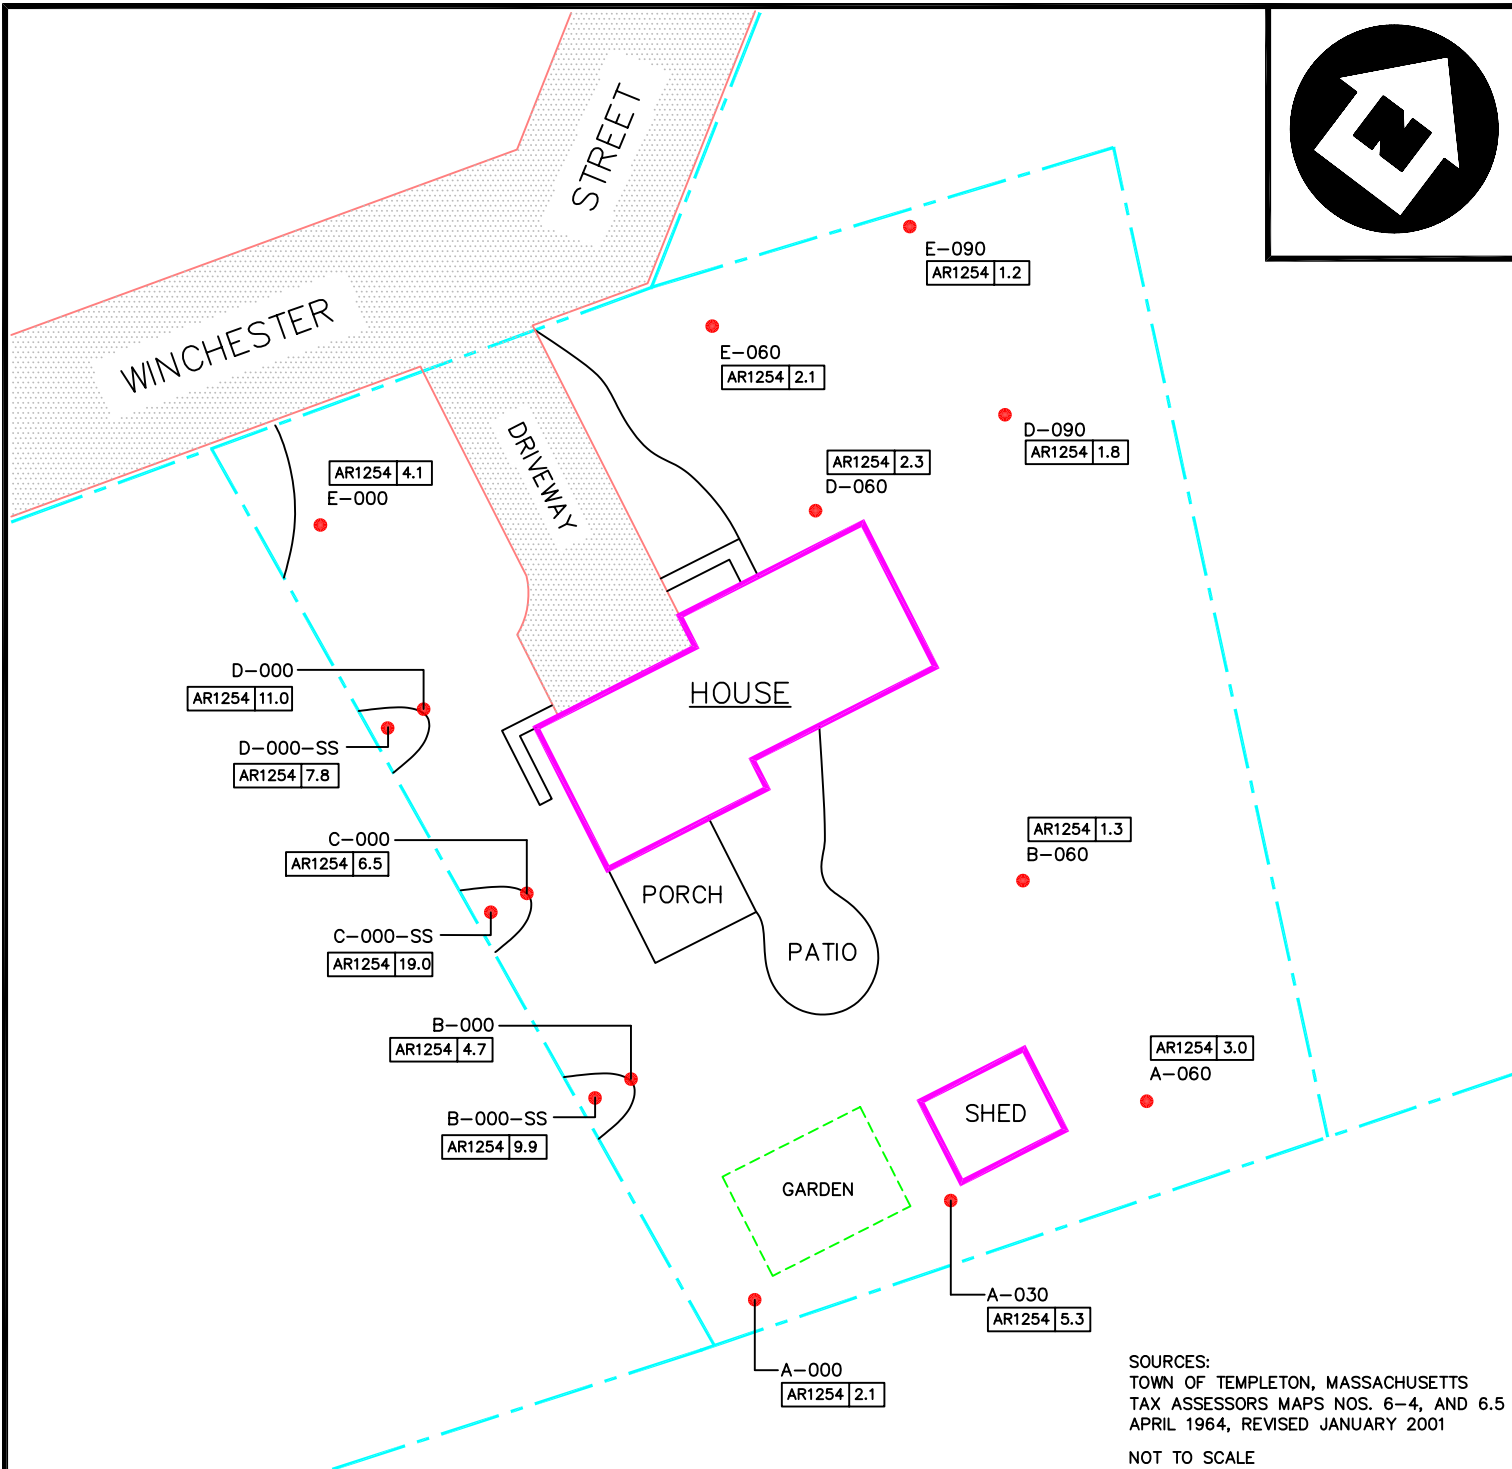 STREET
N
WINCHESTER
E-090
AR1254 1.2
E-060
AR1254 2.1
DRIVEWAY
D-090
AR1254 1.8
AR1254 4.1
E-000
AR1254 2.3
D-060
D-000
AR1254 11.0
HOUSE
D-000-SS
AR1254 7.8
C-000
AR1254 6.5
AR1254 1.3
B-060
PORCH
C-000-SS
AR1254 19.0
PATIO
B-000
AR1254 4.7
AR1254 3.0
A-060
B-000-SS
AR1254 9.9
SHED
GARDEN
A-030
AR1254 5.3
A-000
AR1254 2.1
SOURCES:
TOWN OF TEMPLETON, MASSACHUSETTS
TAX ASSESSORS MAPS NOS. 6-4, AND 6.5
APRIL 1964, REVISED JANUARY 2001
NOT TO SCALE